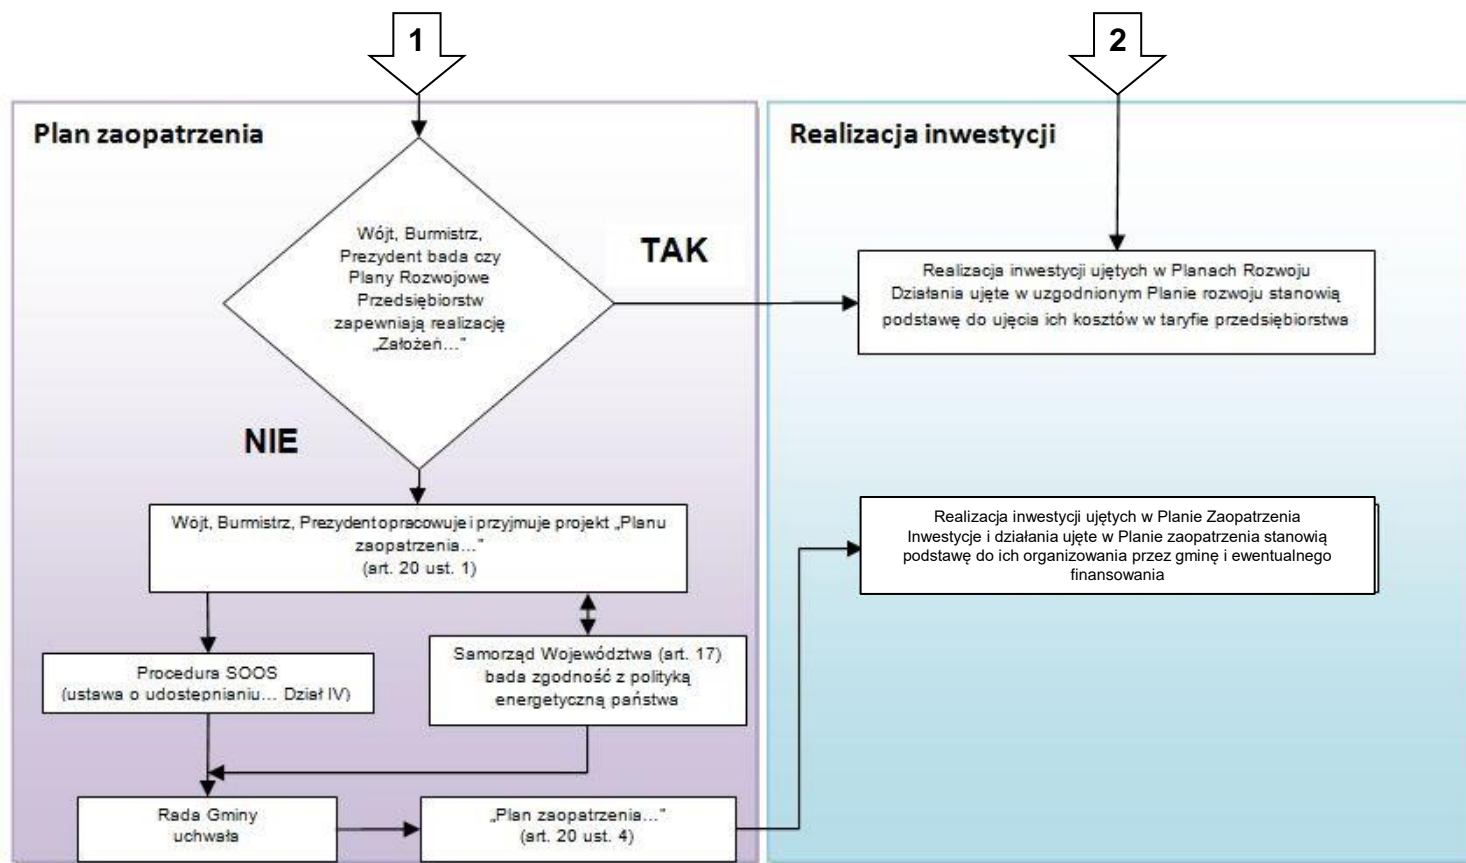 1
2
Plan zaopatrzenia
Wójt, Burmistrz,
Prezydent bada czy
Plany Rozwojowe
Przedsiębiorstw
zapewniają realizację
„Założeń…”
TAK
NIE
Wójt, Burmistrz, Prezydent opracowuje i przyjmuje projekt „Planu
zaopatrzenia…”
(art. 20 ust. 1)
Procedura SOOS
(ustawa o udostępnianiu… Dział IV)
Samorząd Województwa (art. 17)
bada zgodność z polityką
energetyczną państwa
Rada Gminy
uchwała
„Plan zaopatrzenia…”
(art. 20 ust. 4)
Realizacja inwestycji
Realizacja inwestycji ujętych w Planach Rozwoju
Działania ujęte w uzgodnionym Planie rozwoju stanowią
podstawę do ujęcia ich kosztów w taryfie przedsiębiorstwa
Realizacja inwestycji ujętych w Planie Zaopatrzenia
Inwestycje i działania ujęte w Planie zaopatrzenia stanowią
podstawę do ich organizowania przez gminę i ewentualnego
finansowania